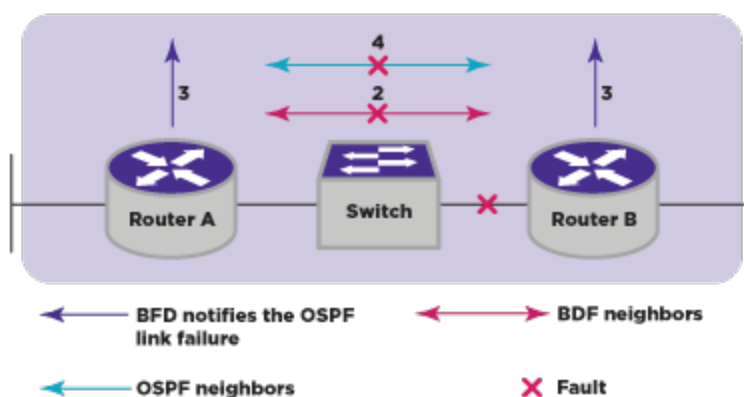 4
3
2
3
Router A
Switch
Router B
BFD notifies the OSPF
link failure
BDF neighbors
OSPF neighbors
Fault